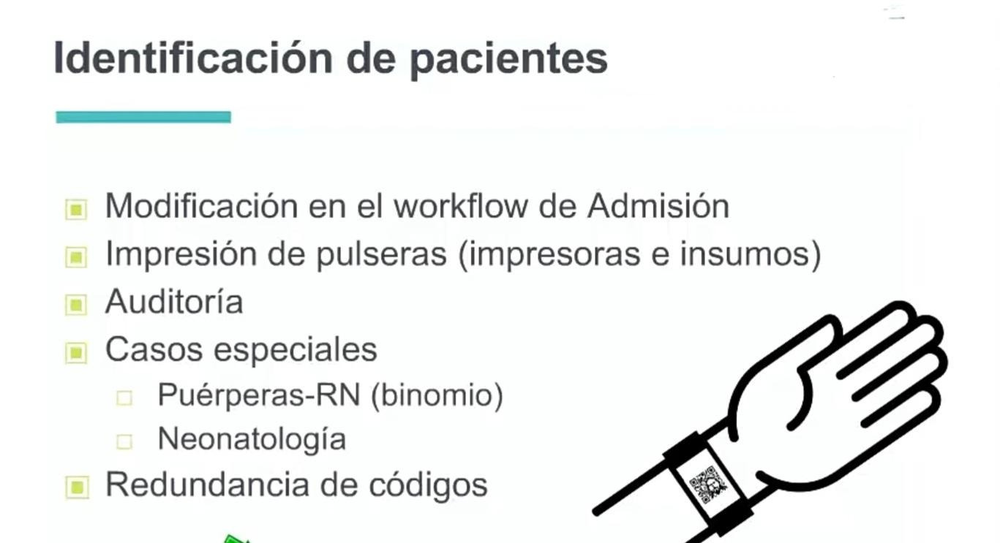 Identificación de pacientes
Modificación en el workflow de Admisión
Impresión de pulseras (impresoras e insumos)
Auditoría
Casos especiales
Puérperas-RN (binomio)
Neonatología
Redundancia de códigos